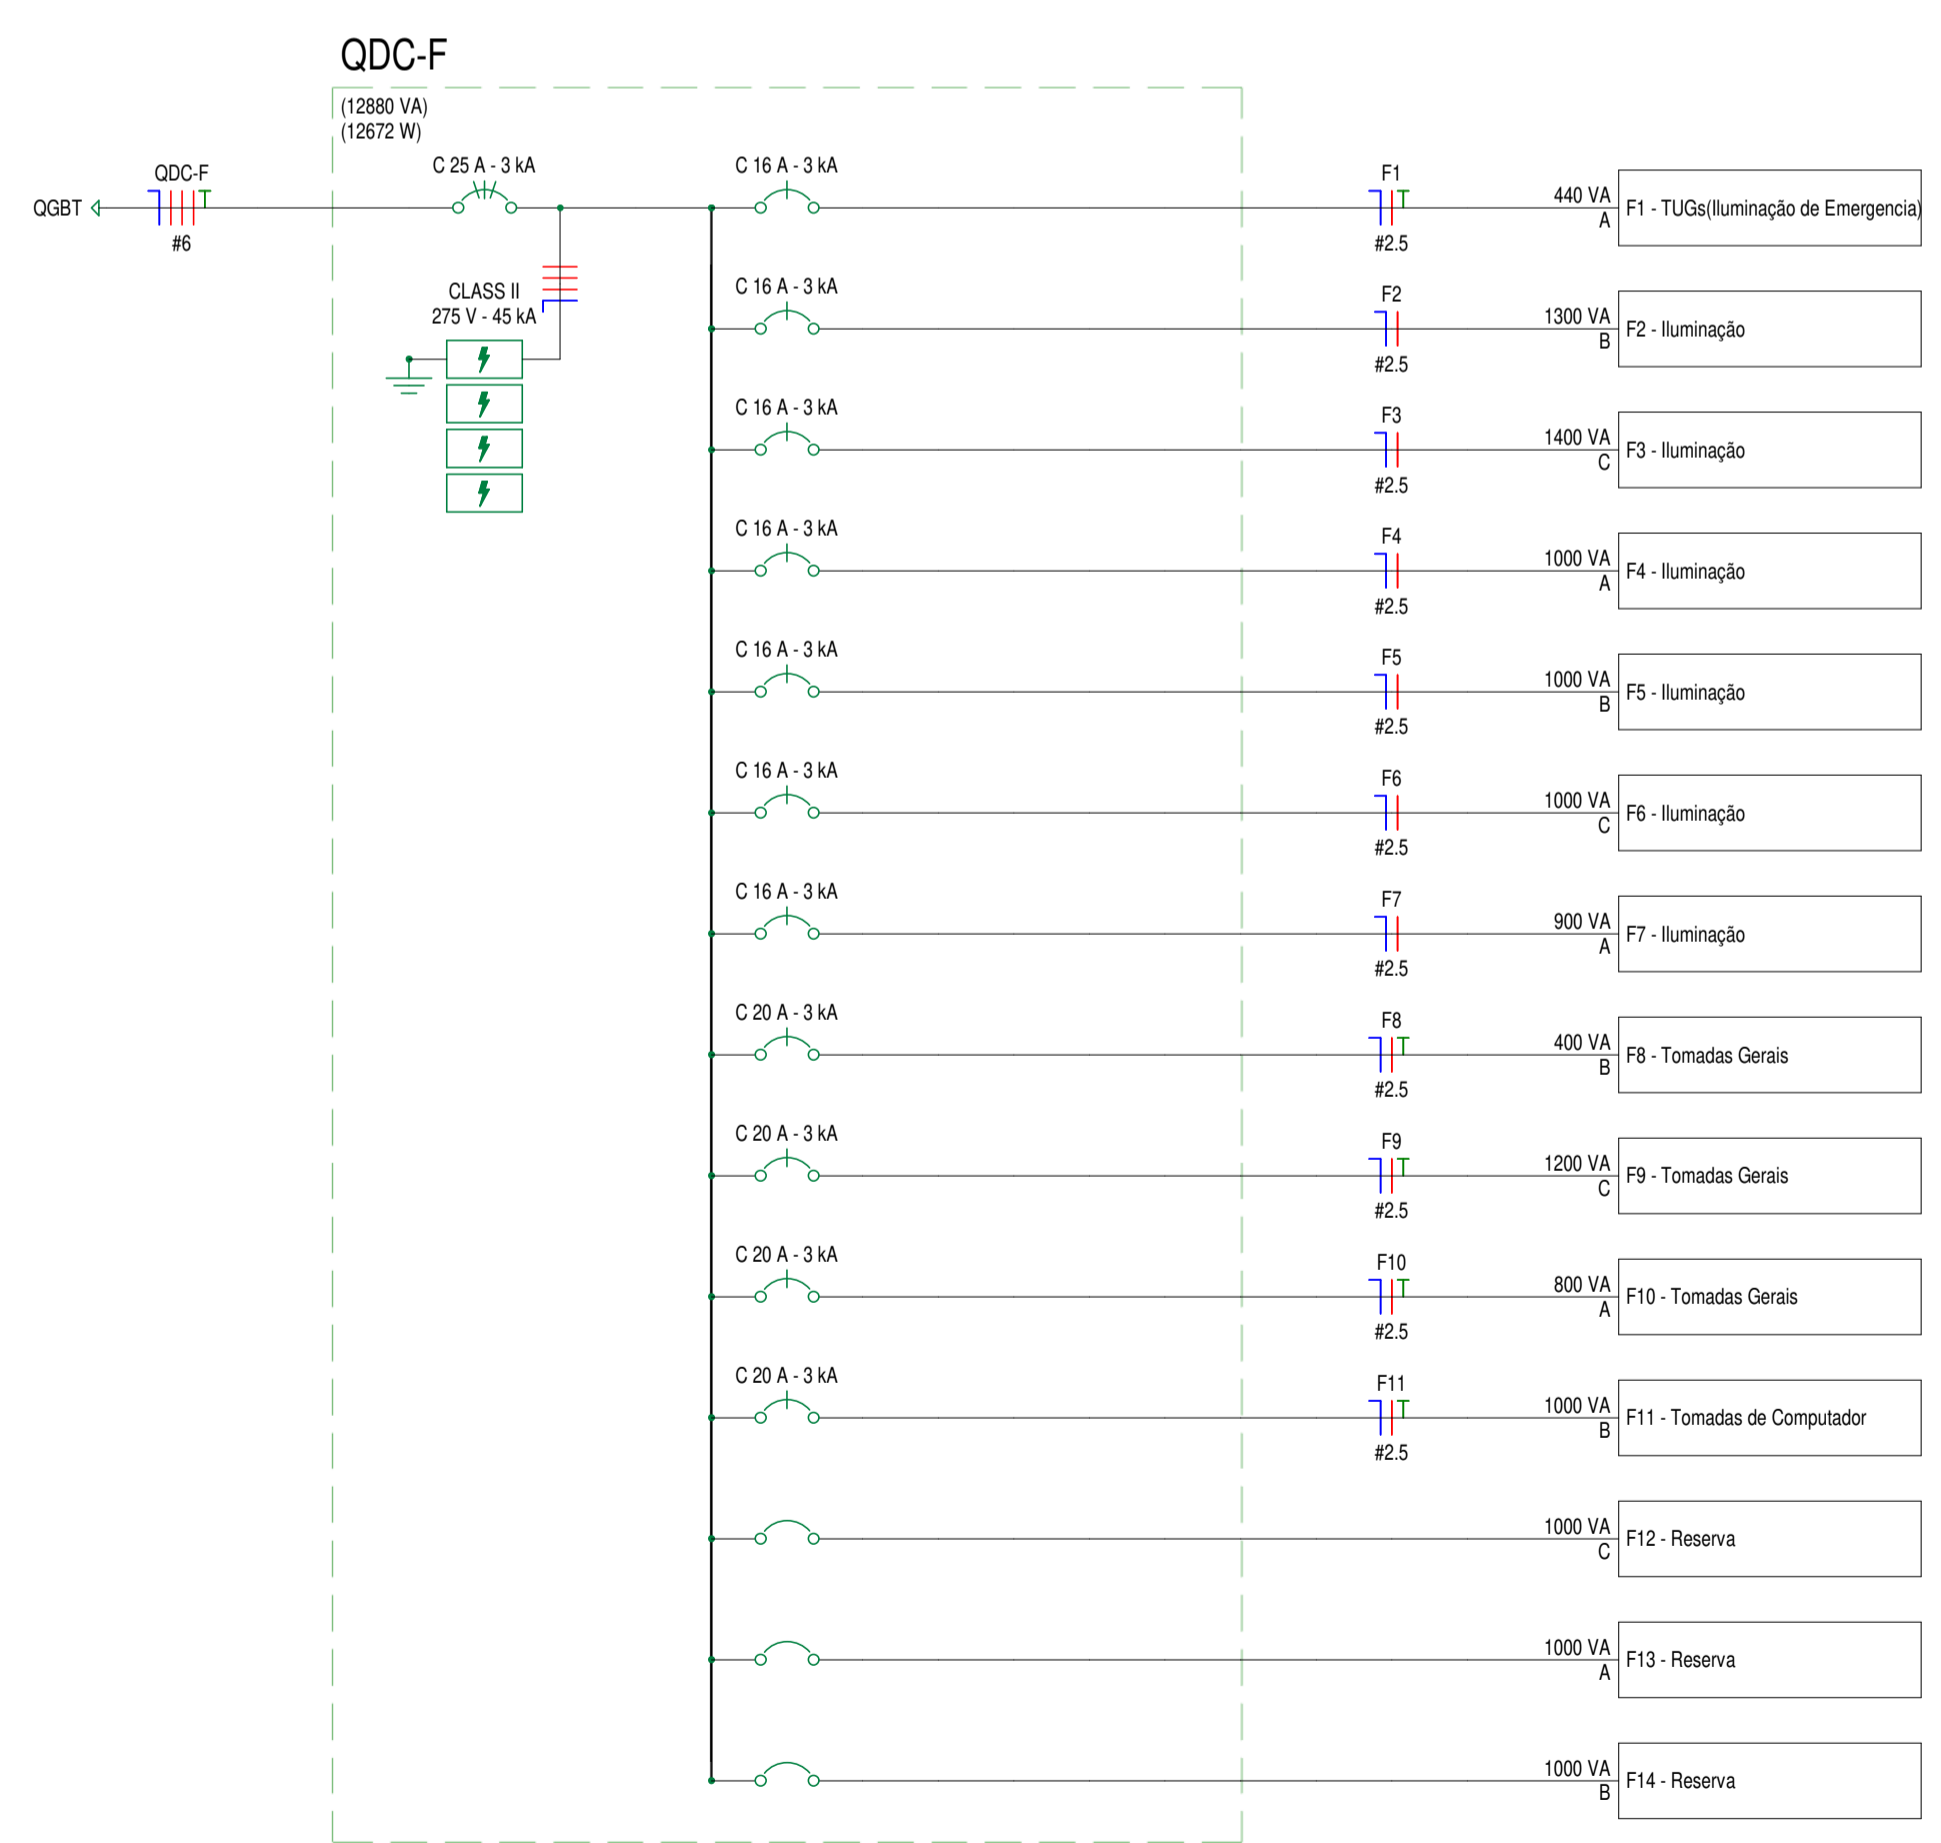 QDC-F
(12880 VA)
(12672 W)
QGBT
QDC-F
#6
C 25 A - 3 kA
CLASS II
275 V - 45 kA
C 16 A - 3 kA
F1
#2.5
440 VA
A
F1 - TUGs(Iluminação de Emergencia)
C 16 A - 3 kA
F2
#2.5
1300 VA
B
F2 - Iluminação
C 16 A - 3 kA
F3
#2.5
1400 VA
C
F3 - Iluminação
C 16 A - 3 kA
F4
#2.5
1000 VA
A
F4 - Iluminação
C 16 A - 3 kA
F5
#2.5
1000 VA
B
F5 - Iluminação
C 16 A - 3 kA
F6
#2.5
1000 VA
C
F6 - Iluminação
C 16 A - 3 kA
F7
#2.5
900 VA
A
F7 - Iluminação
C 20 A - 3 kA
F8
#2.5
400 VA
B
F8 - Tomadas Gerais
C 20 A - 3 kA
F9
#2.5
1200 VA
C
F9 - Tomadas Gerais
C 20 A - 3 kA
F10
#2.5
800 VA
A
F10 - Tomadas Gerais
C 20 A - 3 kA
F11
#2.5
1000 VA
B
F11 - Tomadas de Computador
1000 VA
C
F12 - Reserva
1000 VA
A
F13 - Reserva
1000 VA
B
F14 - Reserva